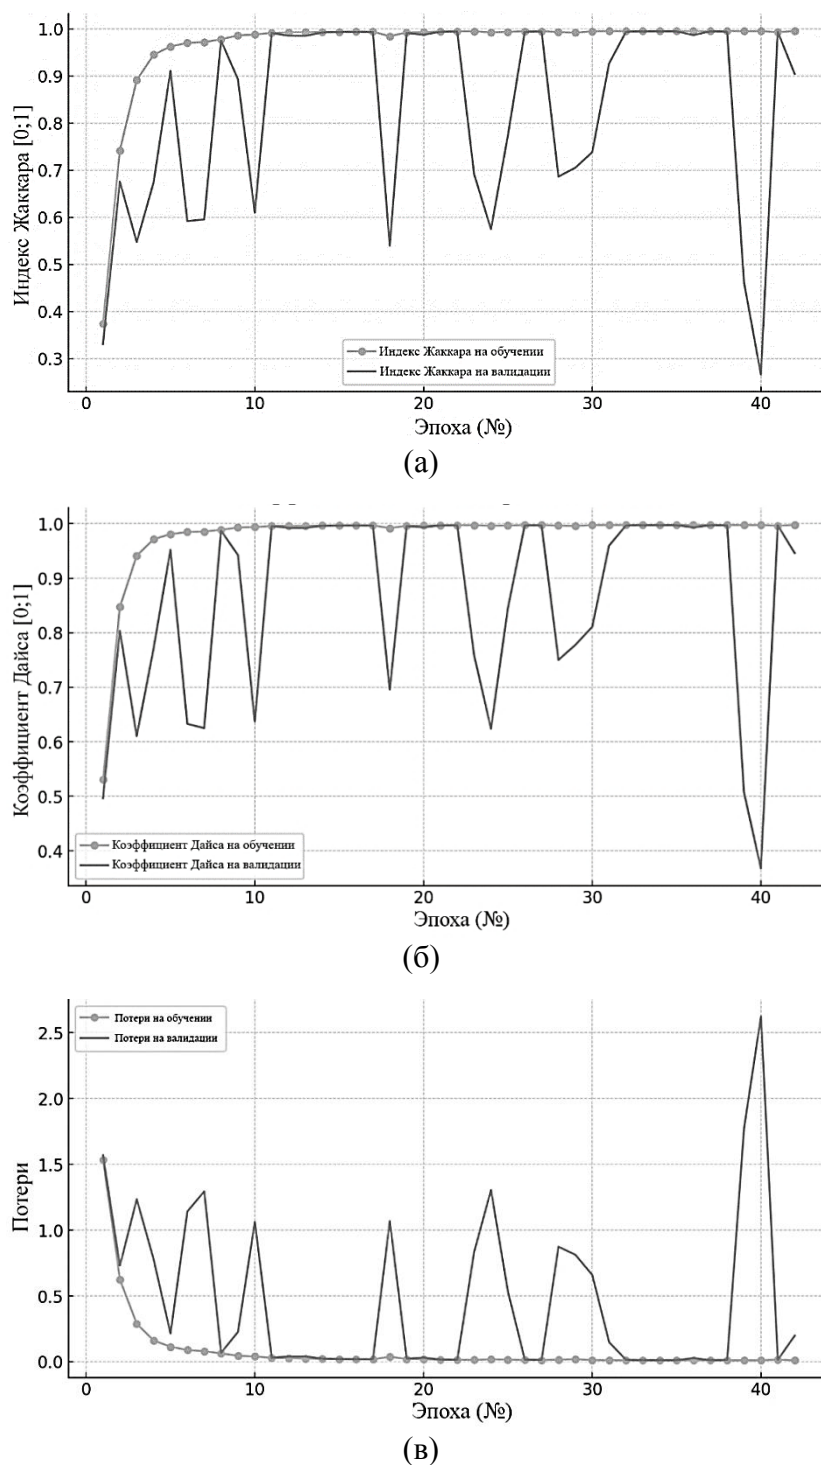 1.0
0.9
0.8
0.7
0.6
0.5
0.4
0.3
Индекс Жаккара [0;1]
Индекс Жаккара на обучении
Индекс Жаккара на валидации
0 10 20 30 40
Эпоха (№)
(а)
1.0
0.9
0.8
0.7
0.6
0.5
0.4
Коэффициент Дайса [0;1]
Коэффициент Дайса на обучении
Коэффициент Дайса на валидации
0 10 20 30 40
Эпоха (№)
(б)
Потери на обучении
Потери на валидации
2.5
2.0
1.5
1.0
0.5
0.0
Потери
0 10 20 30 40
Эпоха (№)
(в)